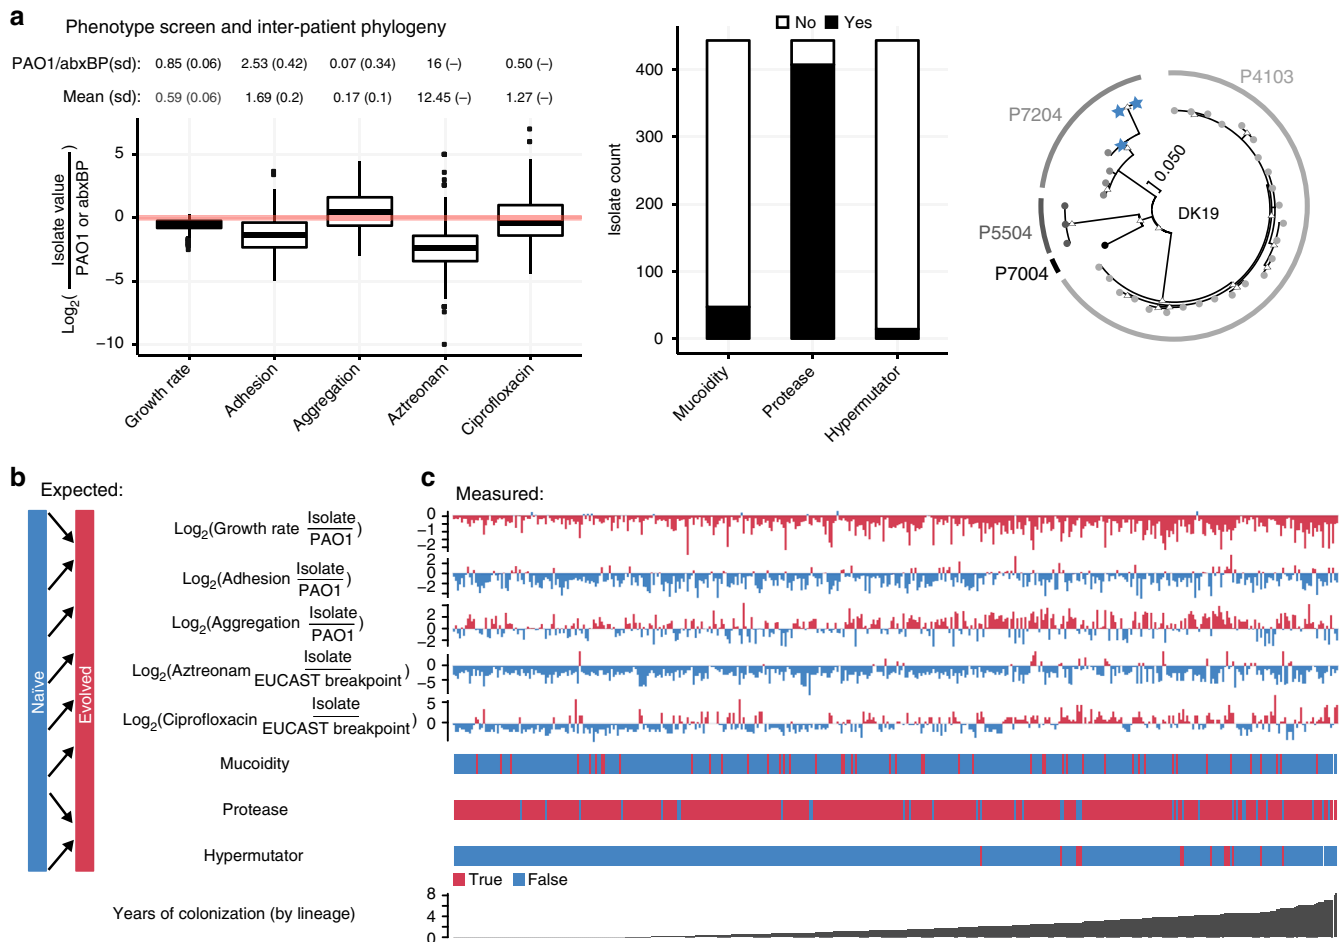 a
Phenotype screen and inter-patient phylogeny
PAO1/abxBP(sd): 0.85 (0.06) 2.53 (0.42) 0.07 (0.34) 16 (–) 0.50 (–)
Mean (sd): 0.59 (0.06) 1.69 (0.2) 0.17 (0.1) 12.45 (–) 1.27 (–)
Log2( Isolate value / PAO1 or abxBP )
5
0
−5
−10
Growth rate
Adhesion
Aggregation
Aztreonam
Ciprofloxacin
No Yes
Isolate count
400
300
200
100
0
Mucoidity
Protease
Hypermutator
P4103
P7204
P5504
P7004
0.050
DK19
b
Expected:
Naïve
Evolved
c
Measured:
Log2(Growth rate Isolate / PAO1)
0
−1
−2
Log2(Adhesion Isolate / PAO1)
2
0
−2
Log2(Aggregation Isolate / PAO1)
2
0
−2
Log2(Aztreonam Isolate / EUCAST breakpoint)
0
−5
Log2(Ciprofloxacin Isolate / EUCAST breakpoint)
5
0
Mucoidity
Protease
Hypermutator
True False
Years of colonization (by lineage)
8
4
0